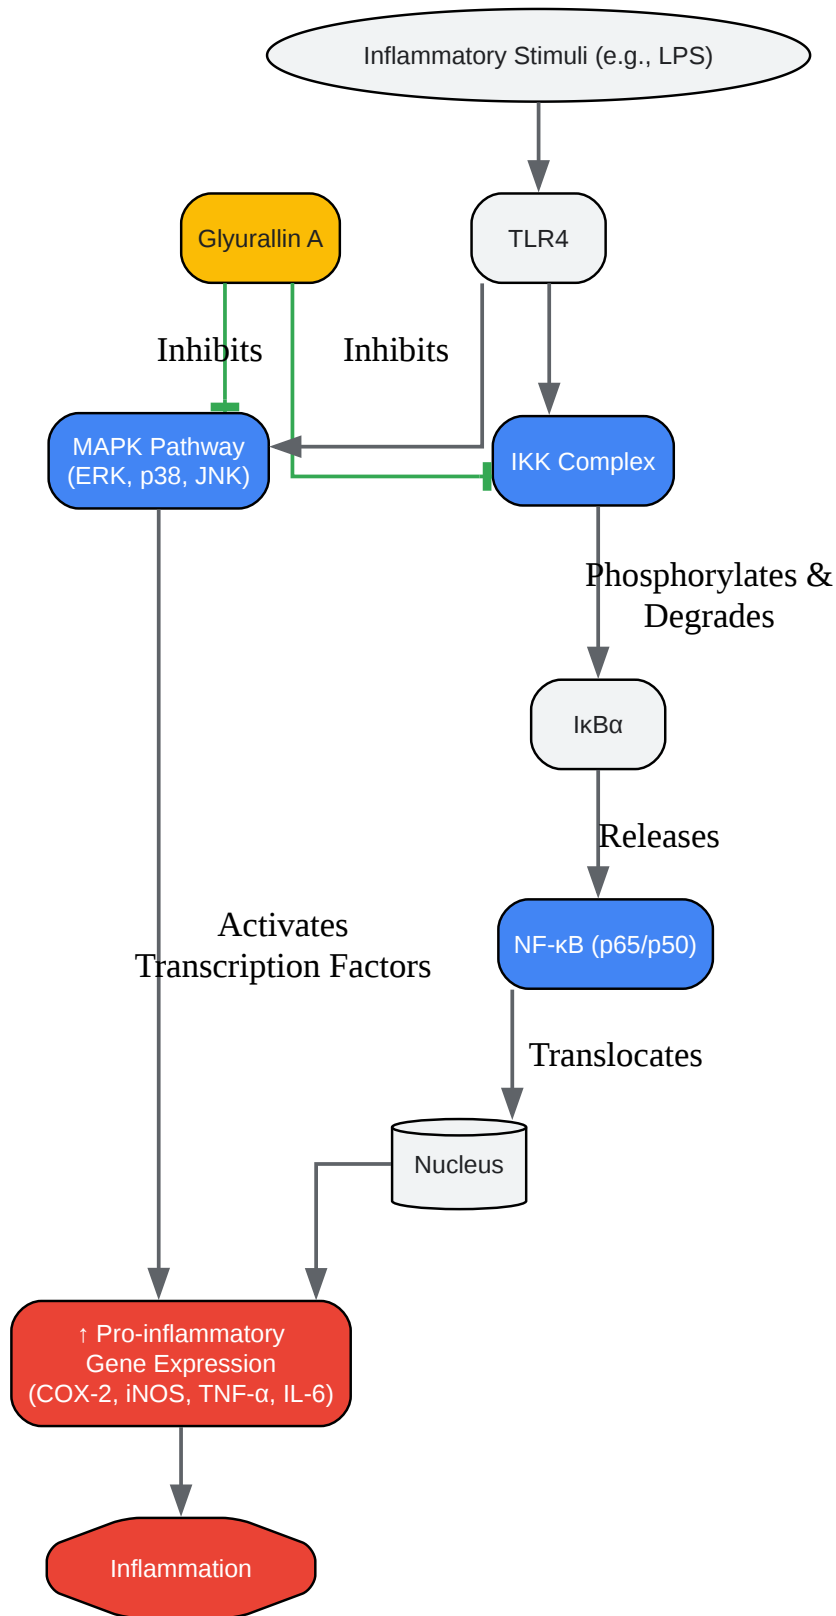 Inflammatory Stimuli (e.g., LPS)
Glyurallin A
TLR4
Inhibits
Inhibits
MAPK Pathway
(ERK, p38, JNK)
IKK Complex
Phosphorylates &
Degrades
IκBα
Releases
Activates
Transcription Factors
NF-κB (p65/p50)
Translocates
Nucleus
↑ Pro-inflammatory
Gene Expression
(COX-2, iNOS, TNF-α, IL-6)
Inflammation